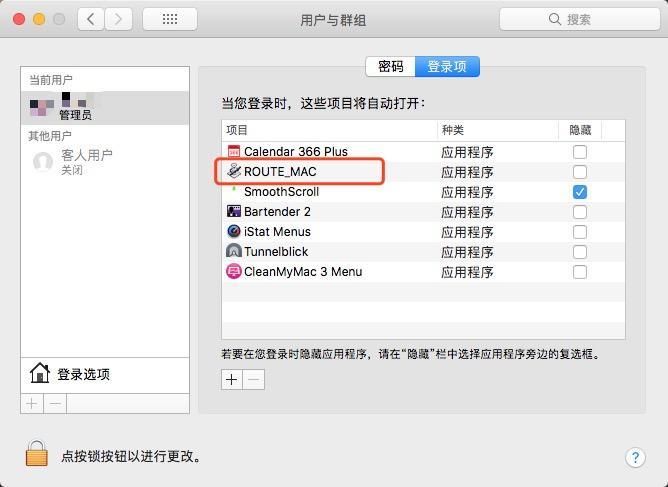 用户与群组
搜索
密码
登录项
当前用户
管理员
其他用户
客人用户
关闭
登录选项
当您登录时，这些项目将自动打开：
项目 种类 隐藏
Calendar 366 Plus 应用程序
ROUTE_MAC 应用程序
SmoothScroll 应用程序
Bartender 2 应用程序
iStat Menus 应用程序
Tunnelblick 应用程序
CleanMyMac 3 Menu 应用程序
若要在您登录时隐藏应用程序，请在“隐藏”栏中选择应用程序旁边的复选框。
点按锁按钮以进行更改。